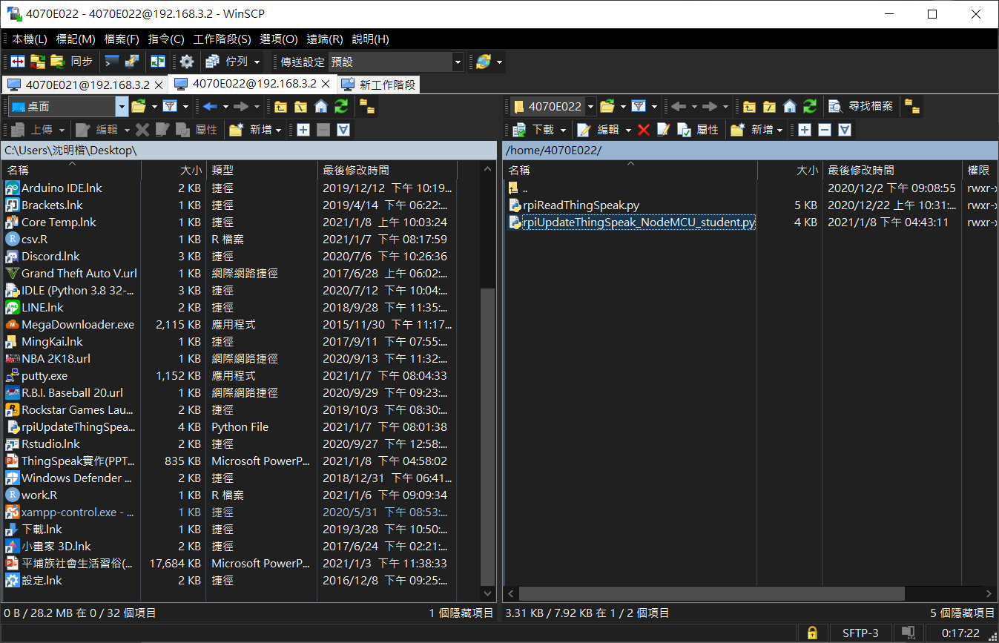 4070E022 - 4070E022@192.168.3.2 - WinSCP
本機(L) 標記(M) 檔案(F) 指令(C) 工作階段(S) 選項(O) 遠端(R) 說明(H)
同步 佇列 傳送設定 預設
4070E021@192.168.3.2 4070E022@192.168.3.2 新工作階段
桌面
上傳 編輯 屬性 新增
C:\Users\沈明楷\Desktop\
名稱 大小 類型 最後修改時間
Arduino IDE.lnk 2 KB 捷徑 2019/12/12 下午 10:19...
Brackets.lnk 1 KB 捷徑 2019/4/14 下午 06:22:...
Core Temp.lnk 1 KB 捷徑 2021/1/8 上午 10:03:24
csv.R 1 KB R 檔案 2021/1/7 下午 08:17:59
Discord.lnk 3 KB 捷徑 2020/7/6 下午 10:26:36
Grand Theft Auto V.url 1 KB 網際網路捷徑 2017/6/28 上午 06:02:...
IDLE (Python 3.8 32-... 3 KB 捷徑 2020/7/12 下午 10:04:...
LINE.lnk 2 KB 捷徑 2018/9/28 下午 11:35:...
MegaDownloader.exe 2,115 KB 應用程式 2015/11/30 下午 11:17...
MingKai.lnk 1 KB 捷徑 2017/9/11 下午 07:55:...
NBA 2K18.url 1 KB 網際網路捷徑 2020/9/13 下午 11:32:...
putty.exe 1,152 KB 應用程式 2021/1/7 下午 08:04:33
R.B.I. Baseball 20.url 1 KB 網際網路捷徑 2020/9/29 下午 09:23:...
Rockstar Games Lau... 2 KB 捷徑 2019/10/3 下午 08:30:...
rpiUpdateThingSpea... 4 KB Python File 2021/1/7 下午 08:01:38
Rstudio.lnk 2 KB 捷徑 2020/9/27 下午 12:58:...
ThingSpeak實作(PPT... 835 KB Microsoft PowerP... 2021/1/8 下午 04:58:02
Windows Defender ... 2 KB 捷徑 2018/12/31 下午 06:41...
work.R 1 KB R 檔案 2021/1/6 下午 09:09:34
xampp-control.exe - ... 1 KB 捷徑 2020/5/31 下午 08:53:...
下載.lnk 1 KB 捷徑 2019/3/28 下午 10:50:...
小畫家 3D.lnk 2 KB 捷徑 2017/6/24 下午 02:21:...
平埔族社會生活習俗(... 17,684 KB Microsoft PowerP... 2021/1/3 下午 11:38:33
設定.lnk 2 KB 捷徑 2016/12/8 下午 09:25:...
0 B / 28.2 MB 在 0 / 32 個項目 1 個隱藏項目
4070E022 尋找檔案
下載 編輯 屬性 新增
/home/4070E022/
名稱 大小 最後修改時間 權限
.. 2020/12/2 下午 09:08:55 rwxr-x
rpiReadThingSpeak.py 5 KB 2020/12/22 上午 10:31:... rwxr-x
rpiUpdateThingSpeak_NodeMCU_student.py 4 KB 2021/1/8 下午 04:43:11 rwxr-x
3.31 KB / 7.92 KB 在 1 / 2 個項目 5 個隱藏項目
SFTP-3 0:17:22